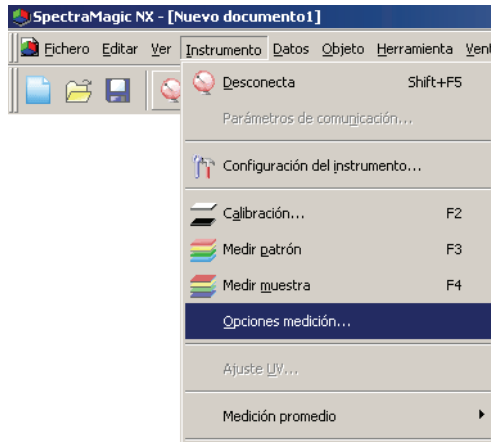 SpectraMagic NX - [Nuevo documento1]
Fichero Editar Ver Instrumento Datos Objeto Herramienta
Desconecta Shift+F5
Parámetros de comunicación...
Configuración del instrumento...
Calibración... F2
Medir patrón F3
Medir muestra F4
Opciones medición...
Ajuste UV...
Medición promedio